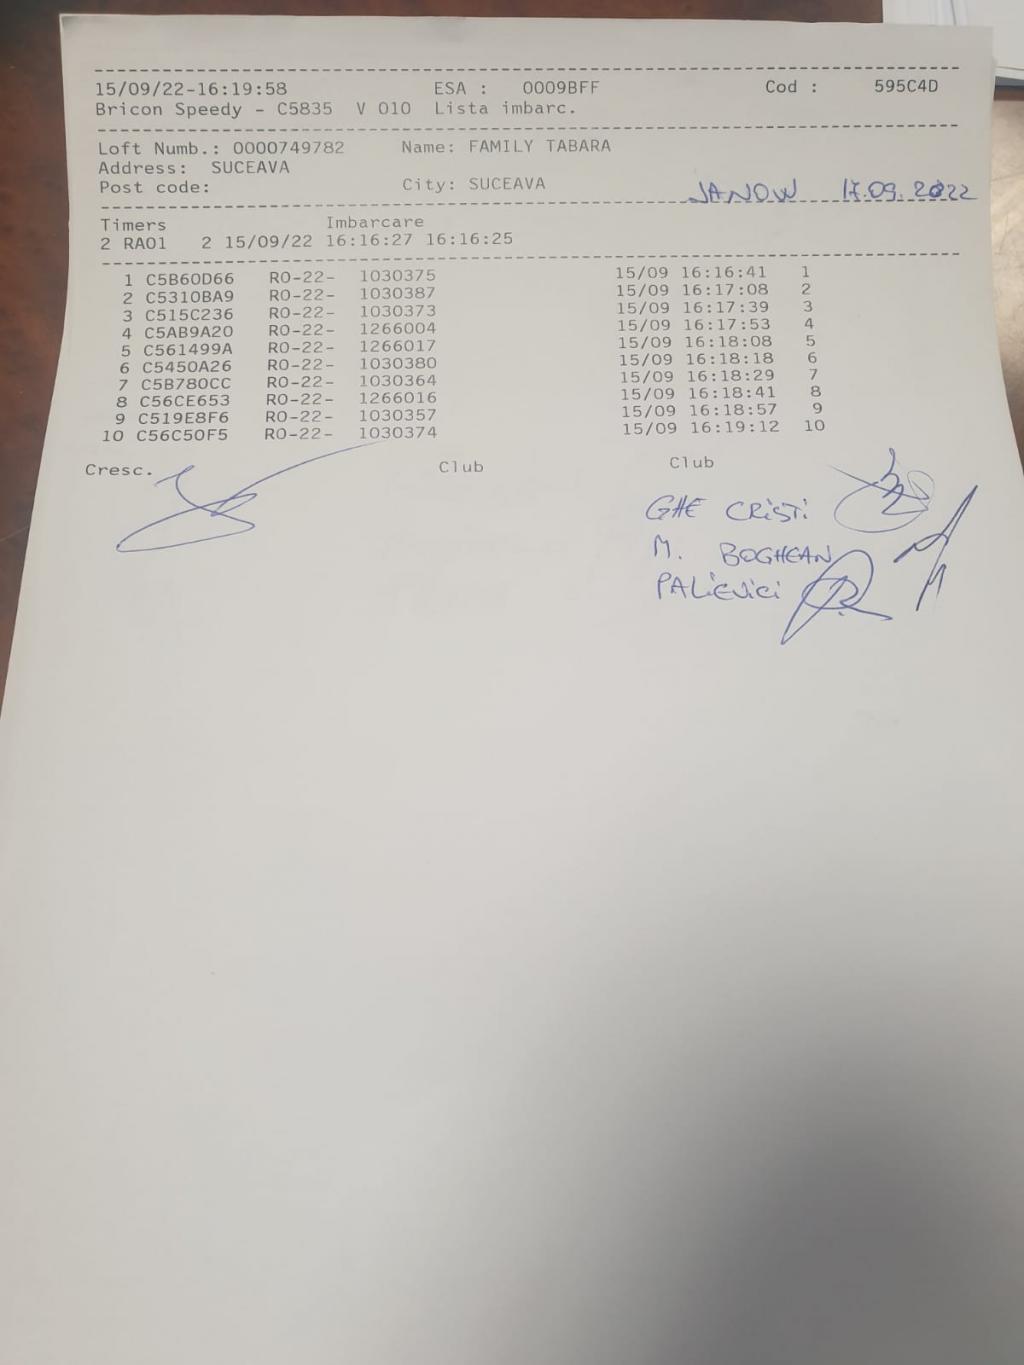 15/09/22-16:19:58 ESA : 0009BFF Cod : 595C4D
Bricon Speedy - C5835 V 010 Lista imbarc.
Loft Numb.: 0000749782 Name: FAMILY TABARA
Address: SUCEAVA
Post code: City: SUCEAVA JANOW 17.09.2022
Timers Imbarcare
2 RA01 2 15/09/22 16:16:27 16:16:25
1 C5B60D66 RO-22- 1030375 15/09 16:16:41 1
2 C5310BA9 RO-22- 1030387 15/09 16:17:08 2
3 C515C236 RO-22- 1030373 15/09 16:17:39 3
4 C5AB9A20 RO-22- 1266004 15/09 16:17:53 4
5 C561499A RO-22- 1266017 15/09 16:18:08 5
6 C5450A26 RO-22- 1030380 15/09 16:18:18 6
7 C5B780CC RO-22- 1030364 15/09 16:18:29 7
8 C56CE653 RO-22- 1266016 15/09 16:18:41 8
9 C519E8F6 RO-22- 1030357 15/09 16:18:57 9
10 C56C50F5 RO-22- 1030374 15/09 16:19:12 10
Cresc. Club Club
GHE CRISTI
M. BOGHEAN
PALIEVICI